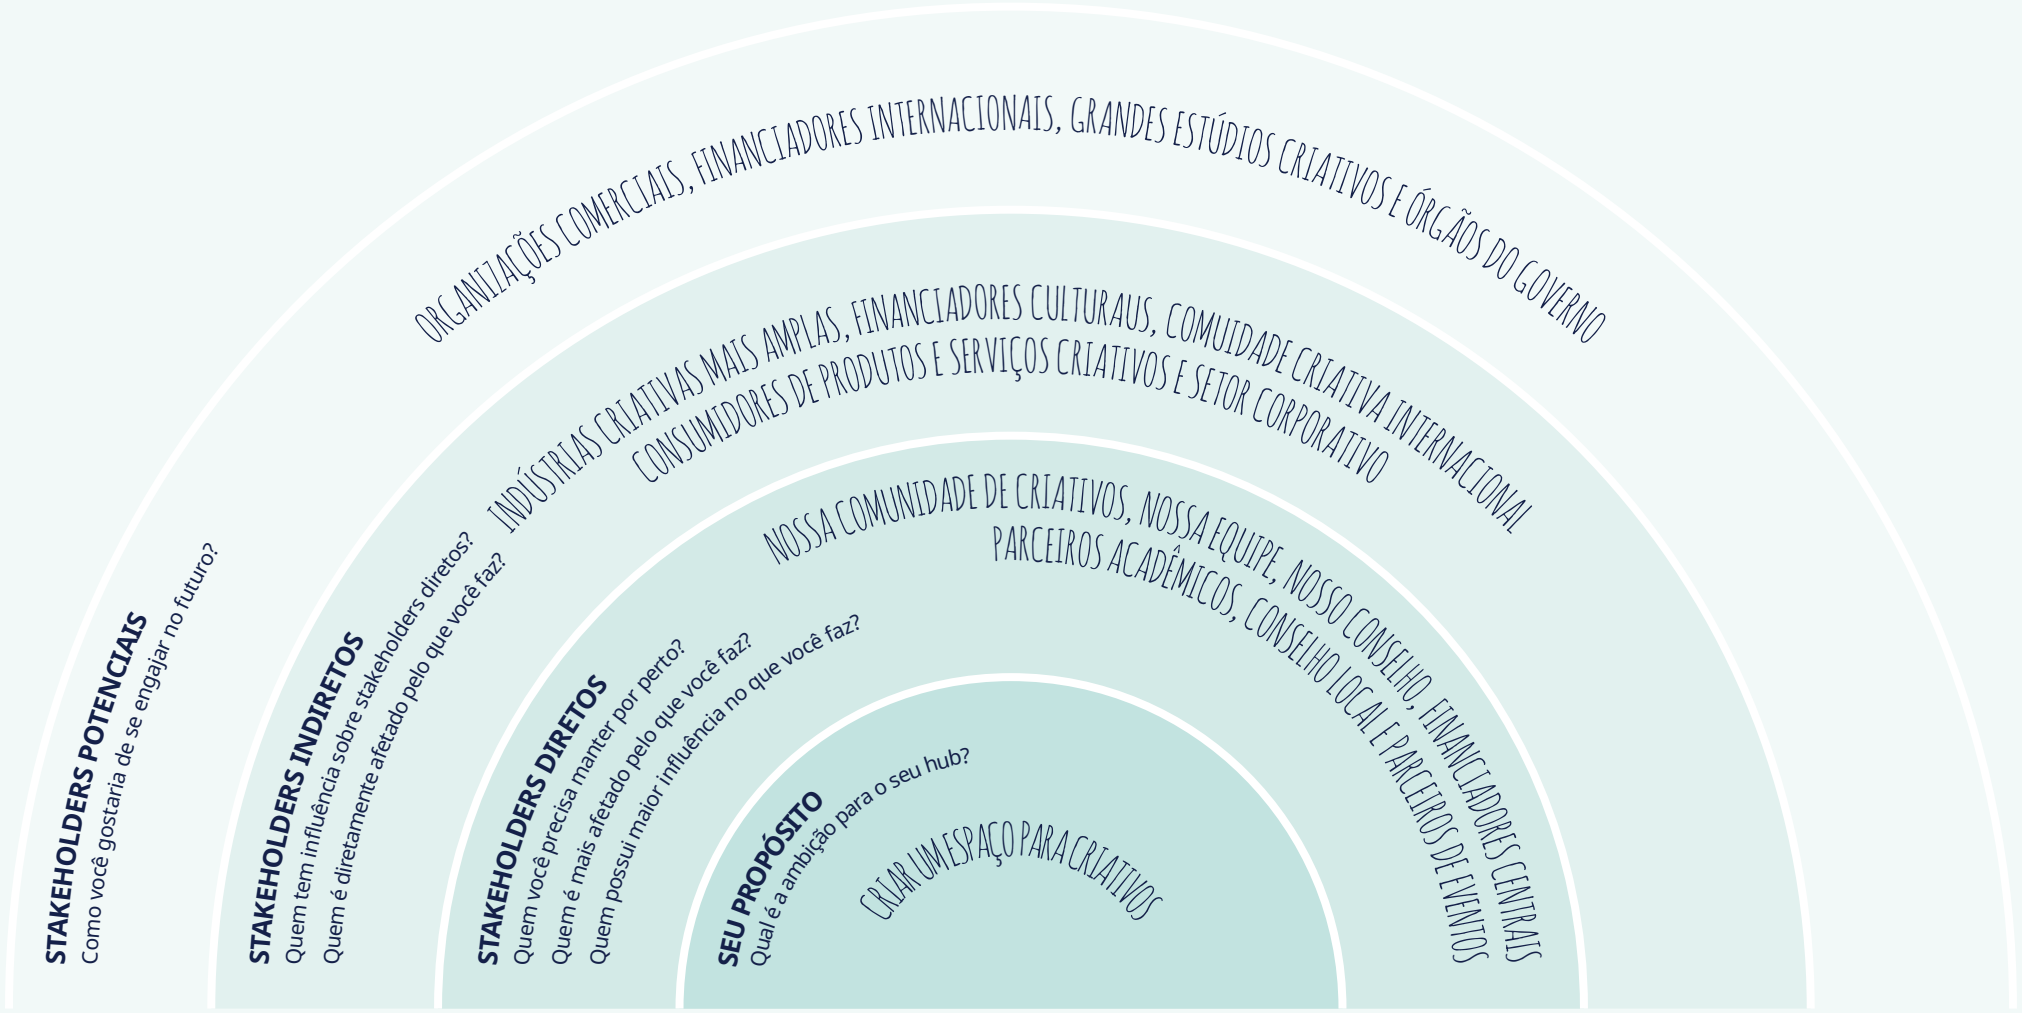 STAKEHOLDERS POTENCIAIS
Como você gostaria de se engajar no futuro?
ORGANIZAÇÕES COMERCIAIS, FINANCIADORES INTERNACIONAIS, GRANDES ESTÚDIOS CRIATIVOS E ÓRGÃOS DO GOVERNO
STAKEHOLDERS INDIRETOS
Quem tem influência sobre stakeholders diretos?
Quem é diretamente afetado pelo que você faz?
INDÚSTRIAS CRIATIVAS MAIS AMPLAS, FINANCIADORES CULTURAUS, COMUIDADE CRIATIVA INTERNACIONAL
CONSUMIDORES DE PRODUTOS E SERVIÇOS CRIATIVOS E SETOR CORPORATIVO
STAKEHOLDERS DIRETOS
Quem você precisa manter por perto?
Quem é mais afetado pelo que você faz?
Quem possui maior influência no que você faz?
NOSSA COMUNIDADE DE CRIATIVOS, NOSSA EQUIPE, NOSSO CONSELHO, FINANCIADORES CENTRAIS
PARCEIROS ACADÊMICOS, CONSELHO LOCAL E PARCEIROS DE EVENTOS
SEU PROPÓSITO
Qual é a ambição para o seu hub?
CRIAR UM ESPAÇO PARA CRIATIVOS